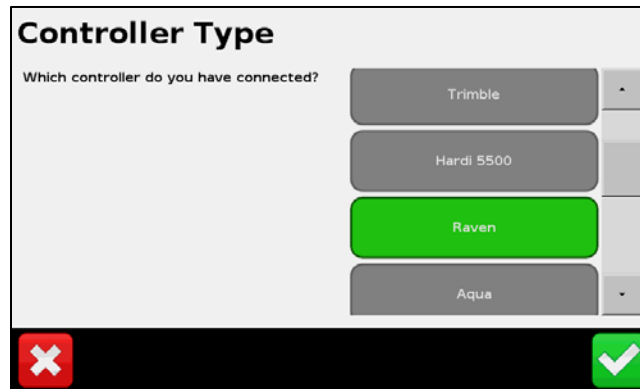 Controller Type
Which controller do you have connected?
Trimble
Hardi 5500
Raven
Aqua